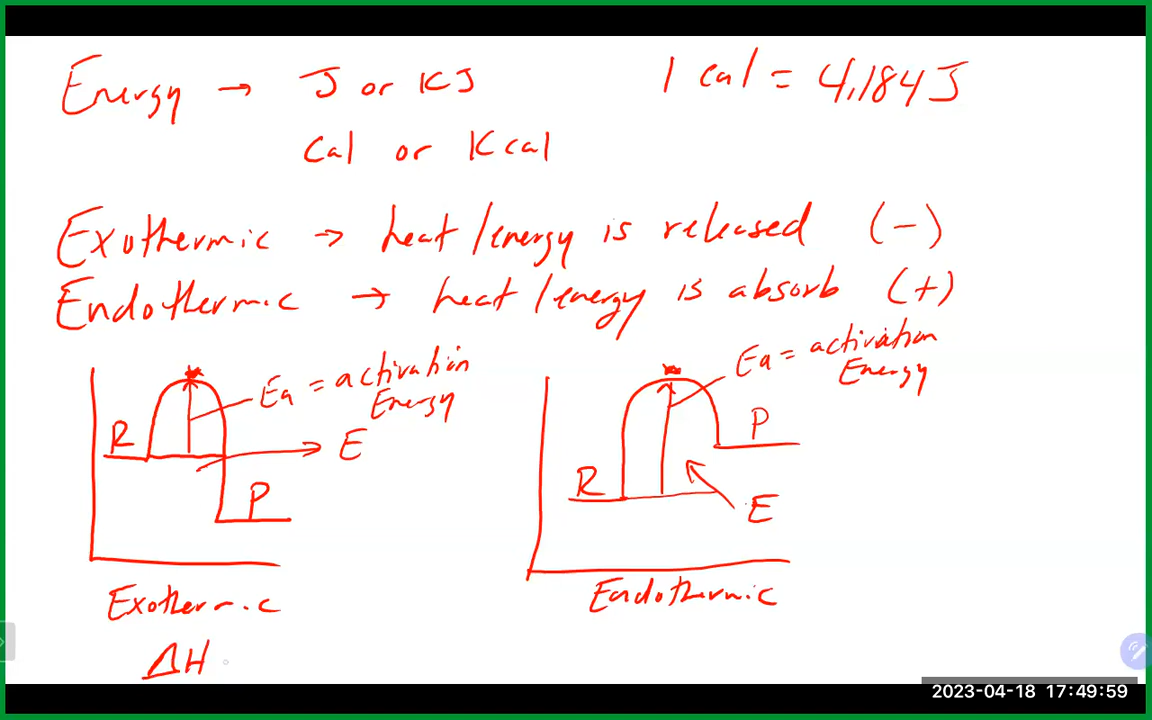 Energy → J or KJ 1 cal = 4.184J
Cal or Kcal
Exothermic → heat/energy is released (-)
Endothermic → heat/energy is absorb (+)
Ea = activation Energy
R
E
P
Exothermic
ΔH
Ea = activation Energy
P
R
E
Endothermic
2023-04-18 17:49:59